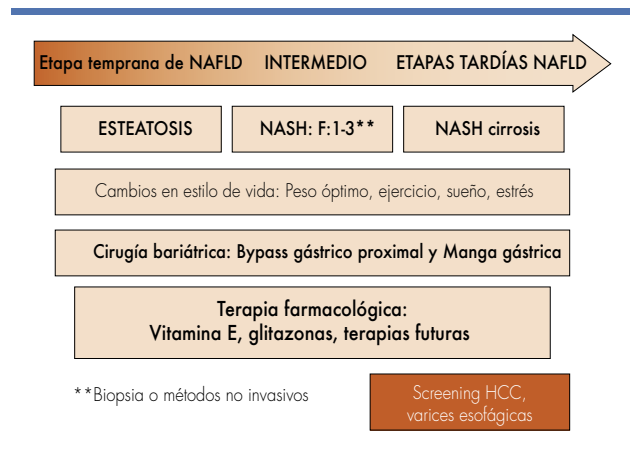 Etapa temprana de NAFLD INTERMEDIO ETAPAS TARDÍAS NAFLD
ESTEATOSIS NASH: F:1-3** NASH cirrosis
Cambios en estilo de vida: Peso óptimo, ejercicio, sueño, estrés
Cirugía bariátrica: Bypass gástrico proximal y Manga gástrica
Terapia farmacológica:
Vitamina E, glitazonas, terapias futuras
**Biopsia o métodos no invasivos
Screening HCC,
varices esofágicas